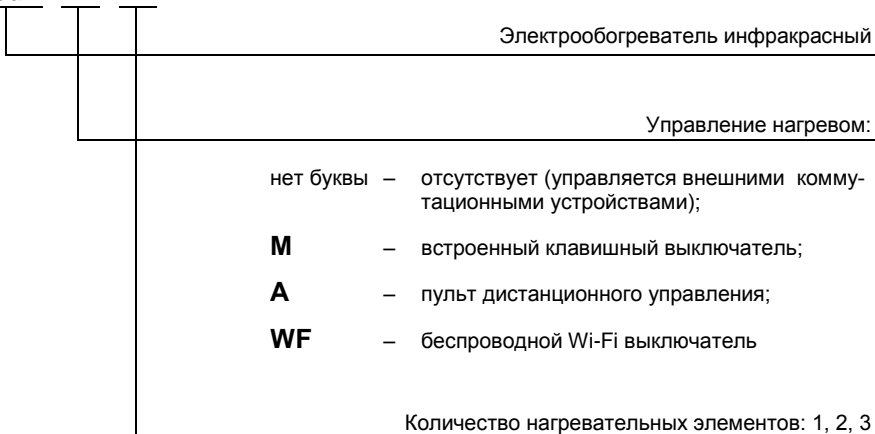 Электрообогреватель инфракрасный
Управление нагревом:
нет буквы – отсутствует (управляется внешними комму-
тационными устройствами);
М – встроенный клавишный выключатель;
А – пульт дистанционного управления;
WF – беспроводной Wi-Fi выключатель
Количество нагревательных элементов: 1, 2, 3